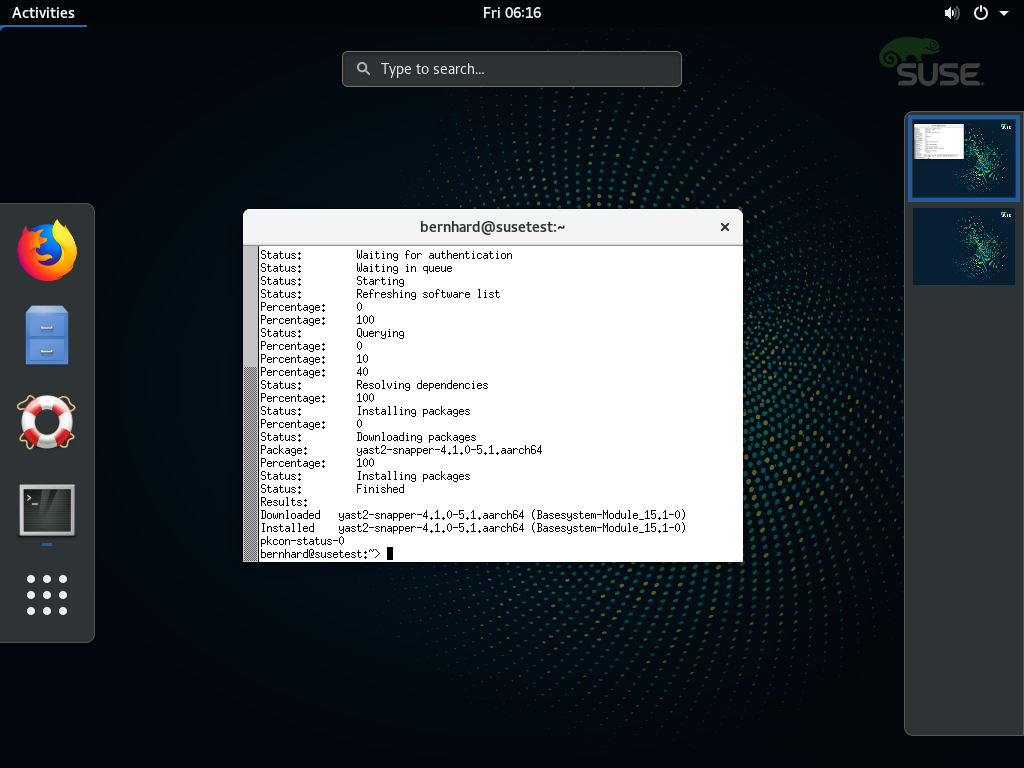 Activities
Fri 06:16
Type to search...
SUSE
bernhard@susetest:~
Status: Waiting for authentication
Status: Waiting in queue
Status: Starting
Status: Refreshing software list
Percentage: 0
Percentage: 100
Status: Querying
Percentage: 0
Percentage: 10
Percentage: 40
Status: Resolving dependencies
Percentage: 100
Status: Installing packages
Percentage: 0
Status: Downloading packages
Package: yast2-snapper-4.1.0-5.1.aarch64
Percentage: 100
Status: Installing packages
Status: Finished
Results:
Downloaded yast2-snapper-4.1.0-5.1.aarch64 (Basesystem-Module_15.1-0)
Installed yast2-snapper-4.1.0-5.1.aarch64 (Basesystem-Module_15.1-0)
pkcon-status-0
bernhard@susetest:~>